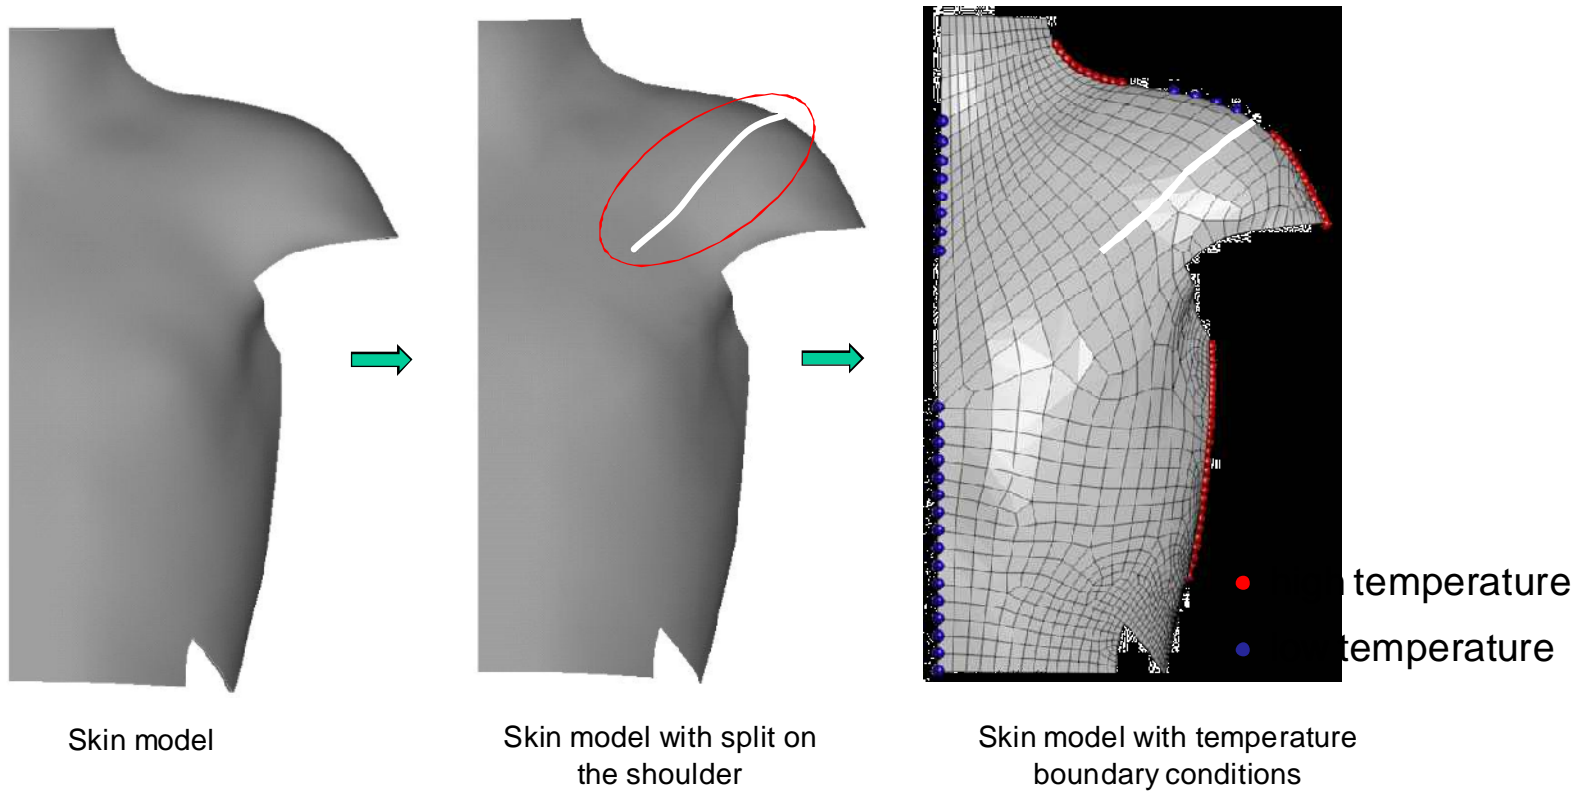 temperature
temperature
Skin model
Skin model with split on
the shoulder
Skin model with temperature
boundary conditions